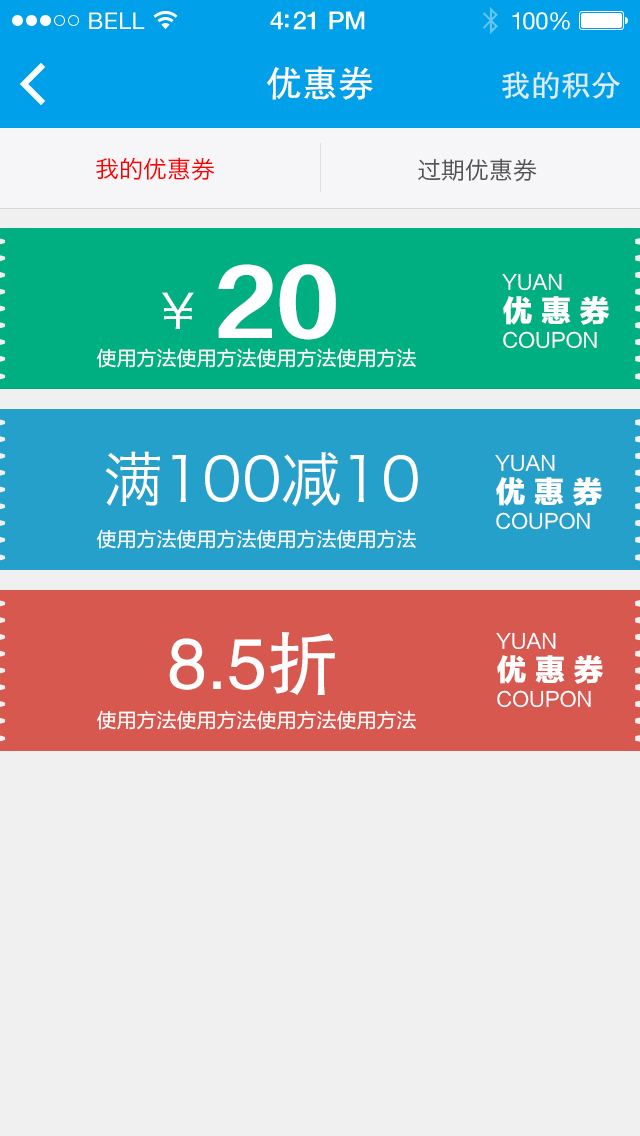 BELL 4:21 PM 100%
优惠券 我的积分
我的优惠券 过期优惠券
¥ 20
使用方法使用方法使用方法使用方法
YUAN
优惠券
COUPON
满100减10
使用方法使用方法使用方法使用方法
YUAN
优惠券
COUPON
8.5折
使用方法使用方法使用方法使用方法
YUAN
优惠券
COUPON